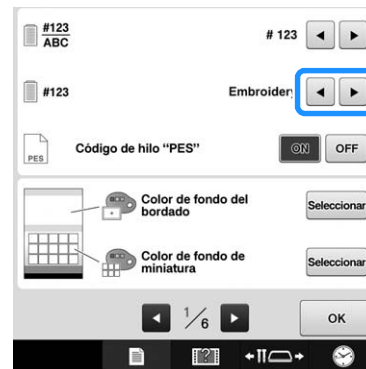 #123
ABC
# 123
#123
Embroider
PES
Código de hilo “PES”
ON
OFF
Color de fondo del
bordado
Seleccionar
Color de fondo de
miniatura
Seleccionar
1/6
OK